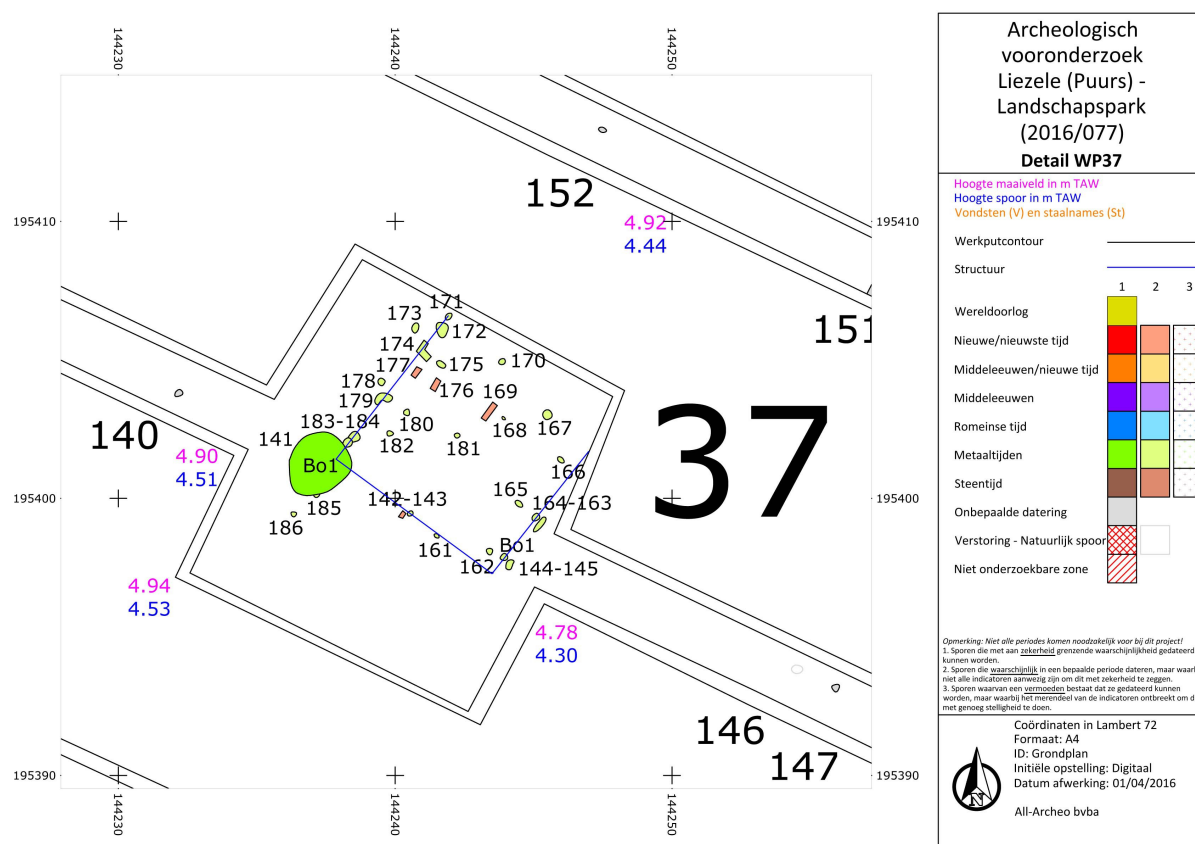 144230
144240
144250
195410
195410
152
4.92
4.44
151
171
173
172
174
177
175
170
178
176
169
179
180
168
167
183-184
182
181
141
140
4.90
4.51
Bo1
166
37
195400
195400
185
142-143
165
164-163
186
161
Bo1
162
144-145
4.94
4.53
4.78
4.30
146
147
195390
195390
144230
144240
144250
Archeologisch
vooronderzoek
Liezele (Puurs) -
Landschapspark
(2016/077)
Detail WP37
Hoogte maaiveld in m TAW
Hoogte spoor in m TAW
Vondsten (V) en staalnames (St)
Werkputcontour
Structuur
1 2 3
Wereldoorlog
Nieuwe/nieuwste tijd
Middeleeuwen/nieuwe tijd
Middeleeuwen
Romeinse tijd
Metaaltijden
Steentijd
Onbepaalde datering
Verstoring - Natuurlijk spoor
Niet onderzoekbare zone
Opmerking: Niet alle periodes komen noodzakelijk voor bij dit project!
1. Sporen die met aan zekerheid grenzende waarschijnlijkheid gedateerd
kunnen worden.
2. Sporen die waarschijnlijk in een bepaalde periode dateren, maar waarb
niet alle indicatoren aanwezig zijn om dit met zekerheid te zeggen.
3. Sporen waarvan een vermoeden bestaat dat ze gedateerd kunnen
worden, maar waarbij het merendeel van de indicatoren ontbreekt om d
met genoeg stelligheid te doen.
Coördinaten in Lambert 72
Formaat: A4
ID: Grondplan
Initiële opstelling: Digitaal
Datum afwerking: 01/04/2016
All-Archeo bvba
N